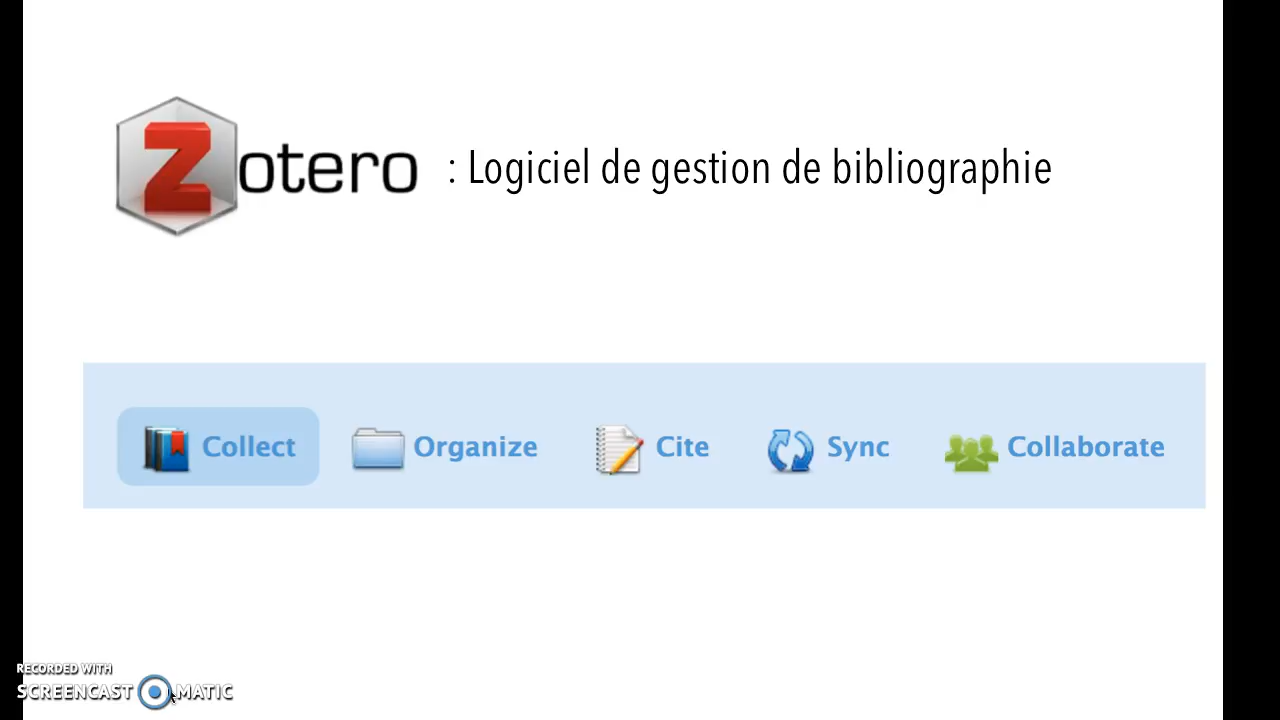 Zotero : Logiciel de gestion de bibliographie
Collect Organize Cite Sync Collaborate
RECORDED WITH
SCREENCAST MATIC